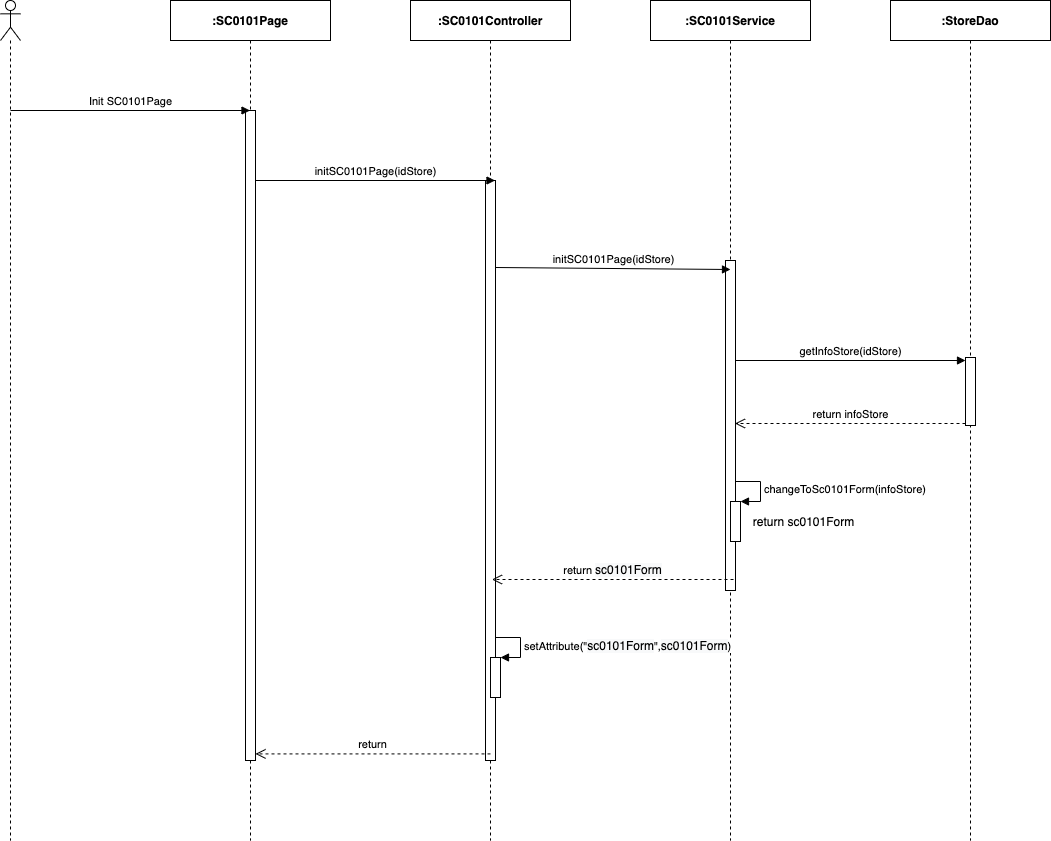 :SC0101Page
:SC0101Controller
:SC0101Service
:StoreDao
Init SC0101Page
initSC0101Page(idStore)
initSC0101Page(idStore)
getInfoStore(idStore)
return infoStore
changeToSc0101Form(infoStore)
return sc0101Form
return sc0101Form
setAttribute("sc0101Form",sc0101Form)
return